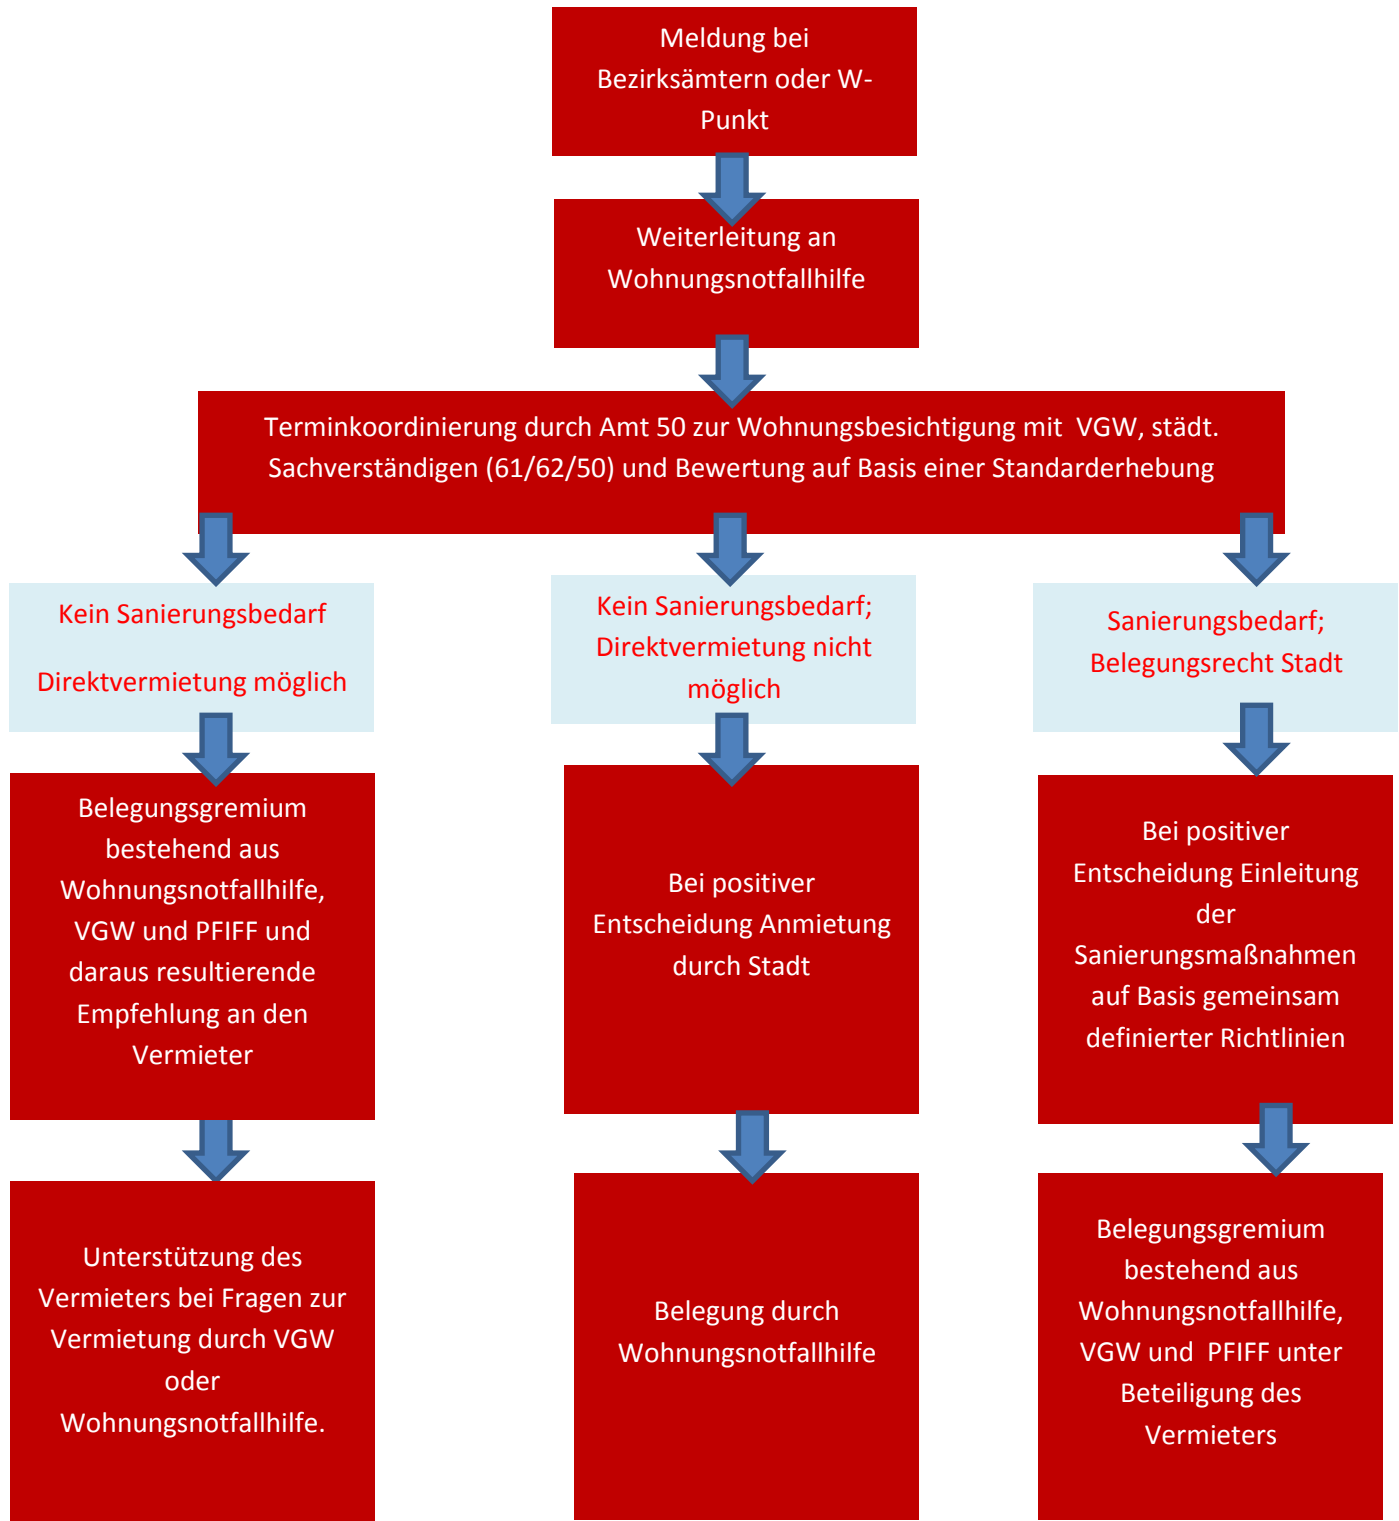 Meldung bei
Bezirksämtern oder W-
Punkt
Weiterleitung an
Wohnungsnotfallhilfe
Terminkoordinierung durch Amt 50 zur Wohnungsbesichtigung mit VGW, städt.
Sachverständigen (61/62/50) und Bewertung auf Basis einer Standarderhebung
Kein Sanierungsbedarf
Direktvermietung möglich
Kein Sanierungsbedarf;
Direktvermietung nicht
möglich
Sanierungsbedarf;
Belegungsrecht Stadt
Belegungsgremium
bestehend aus
Wohnungsnotfallhilfe,
VGW und PFIFF und
daraus resultierende
Empfehlung an den
Vermieter
Bei positiver
Entscheidung Anmietung
durch Stadt
Bei positiver
Entscheidung Einleitung
der
Sanierungsmaßnahmen
auf Basis gemeinsam
definierter Richtlinien
Unterstützung des
Vermieters bei Fragen zur
Vermietung durch VGW
oder
Wohnungsnotfallhilfe.
Belegung durch
Wohnungsnotfallhilfe
Belegungsgremium
bestehend aus
Wohnungsnotfallhilfe,
VGW und PFIFF unter
Beteiligung des
Vermieters